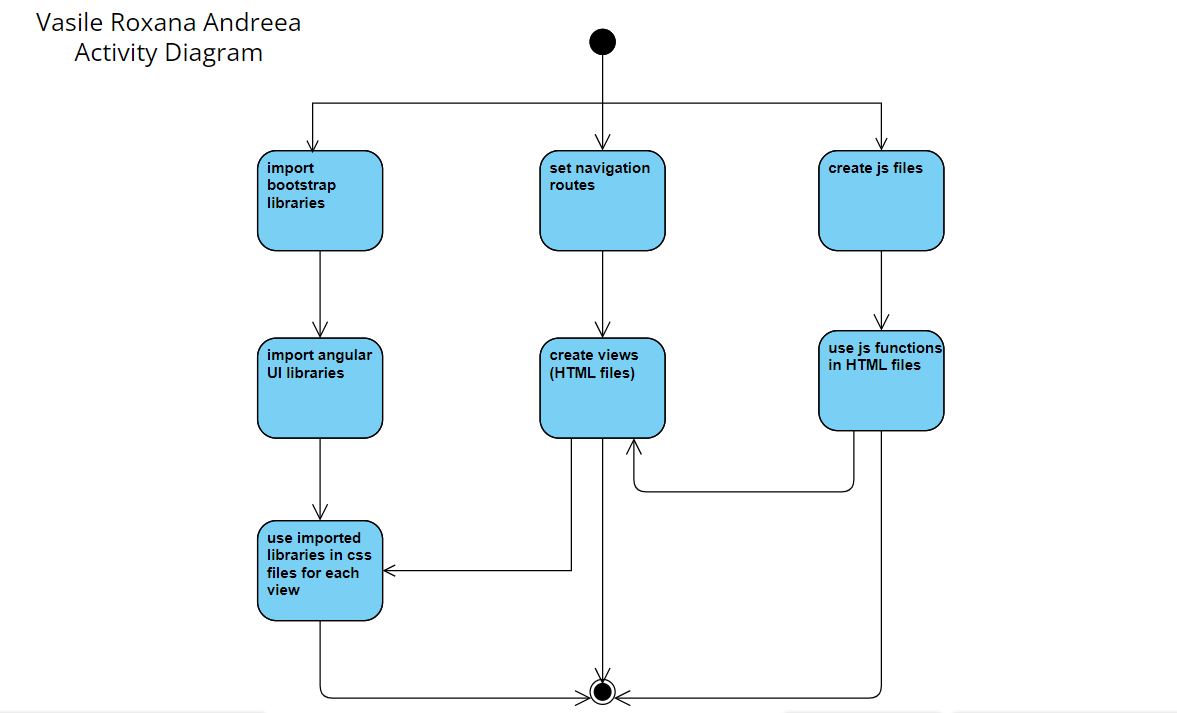 Vasile Roxana Andreea
Activity Diagram
import
bootstrap
libraries
set navigation
routes
create js files
import angular
UI libraries
create views
(HTML files)
use js functions
in HTML files
use imported
libraries in css
files for each
view